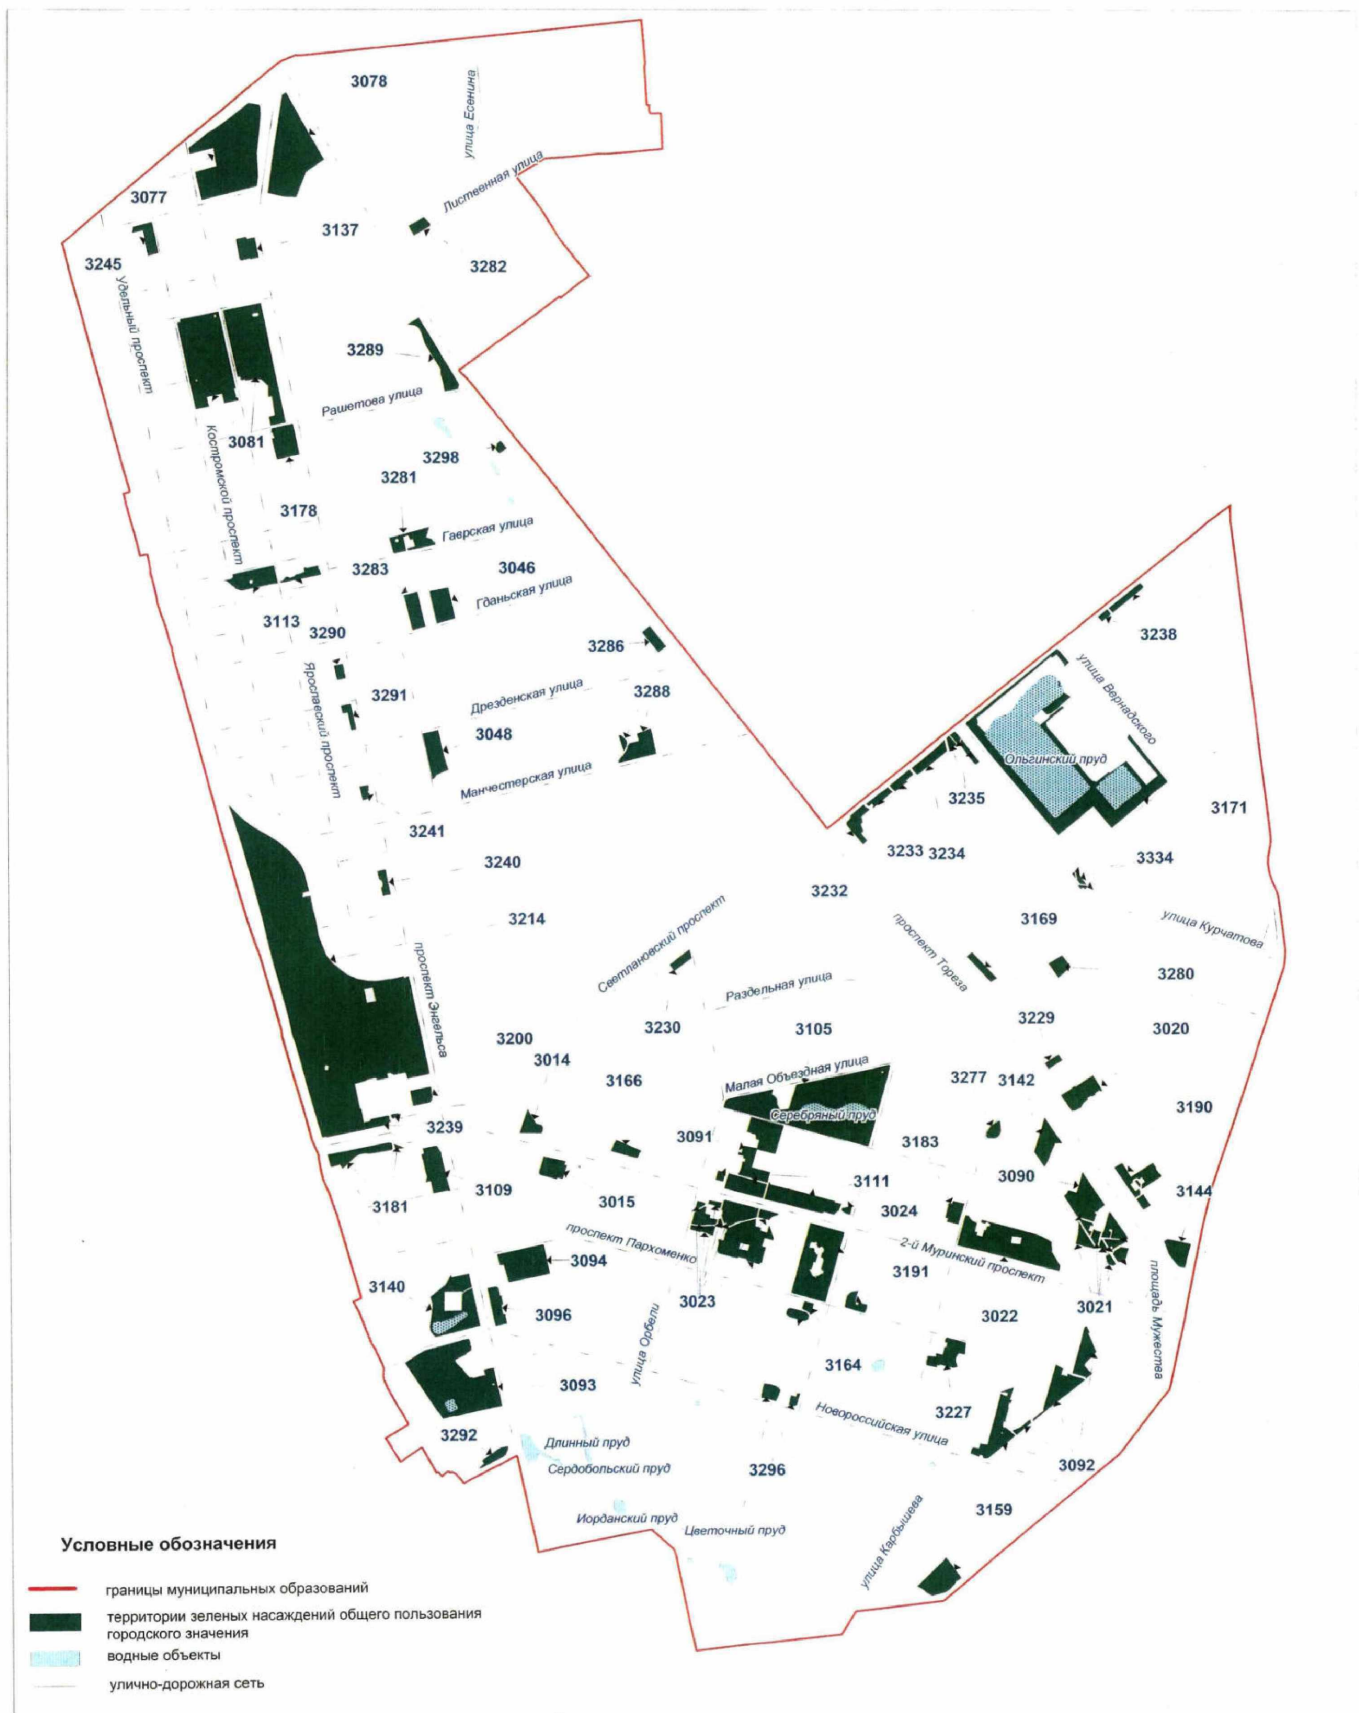 3078
улица Есенина
Лиственная улица
3077
3137
3245
3282
Удельный проспект
3289
Рашетова улица
3081
Костромской проспект
3298
3281
3178
Гаврская улица
3283
3046
Гданьская улица
3113
3290
3286
3238
улица Вернадского
Ярославский проспект
3291
Дрезденская улица
3288
3048
Манчестерская улица
Ольгинский пруд
3235
3171
3241
3233
3234
3334
3240
3232
3214
3169
Светлановский проспект
проспект Тореза
улица Курчатова
проспект Энгельса
Раздельная улица
3280
3230
3105
3229
3020
3200
3014
3166
Малая Объездная улица
3277
3142
Серебряный пруд
3190
3239
3091
3183
3181
3109
3015
3111
3090
3144
3024
проспект Пархоменко
2-й Муринский проспект
3094
3140
3191
3096
3023
3022
3021
площадь Мужества
улица Орбели
3164
3093
Новороссийская улица
3227
3292
Длинный пруд
Сердобольский пруд
3296
3092
Иорданский пруд
Цветочный пруд
3159
улица Карбышева
Условные обозначения
границы муниципальных образований
территории зеленых насаждений общего пользования
городского значения
водные объекты
улично-дорожная сеть